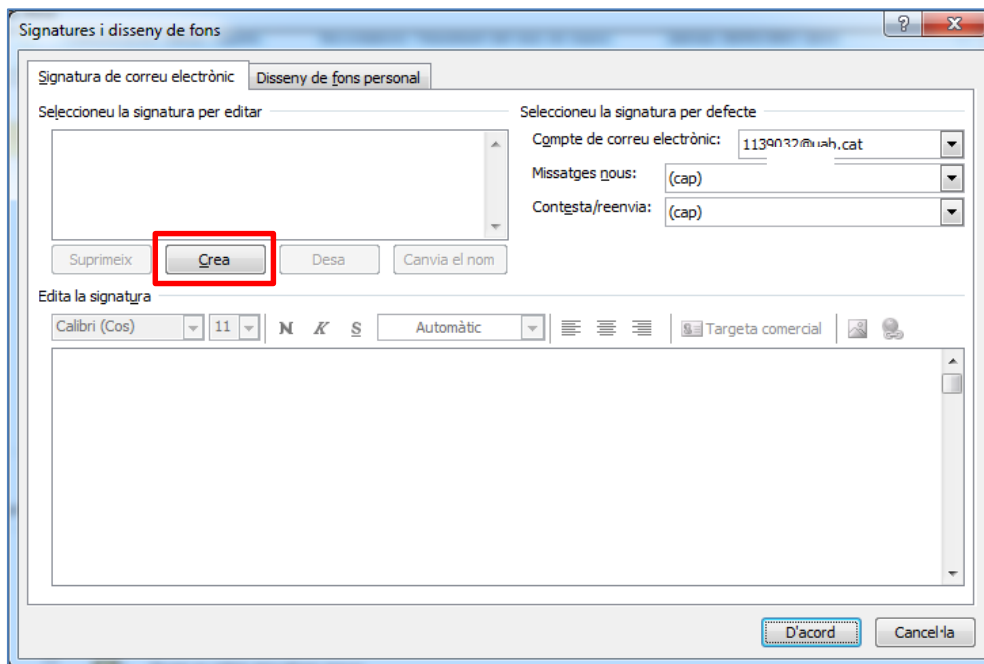 Signatures i disseny de fons
Signatura de correu electrònic
Disseny de fons personal
Seleccioneu la signatura per editar
Seleccioneu la signatura per defecte
Compte de correu electrònic:
Missatges nous: (cap)
Contesta/reenvia: (cap)
Suprimeix Crea Desa Canvia el nom
Edita la signatura
Calibri (Cos) 11 N K S Automàtic Targeta comercial
D'acord Cancel·la